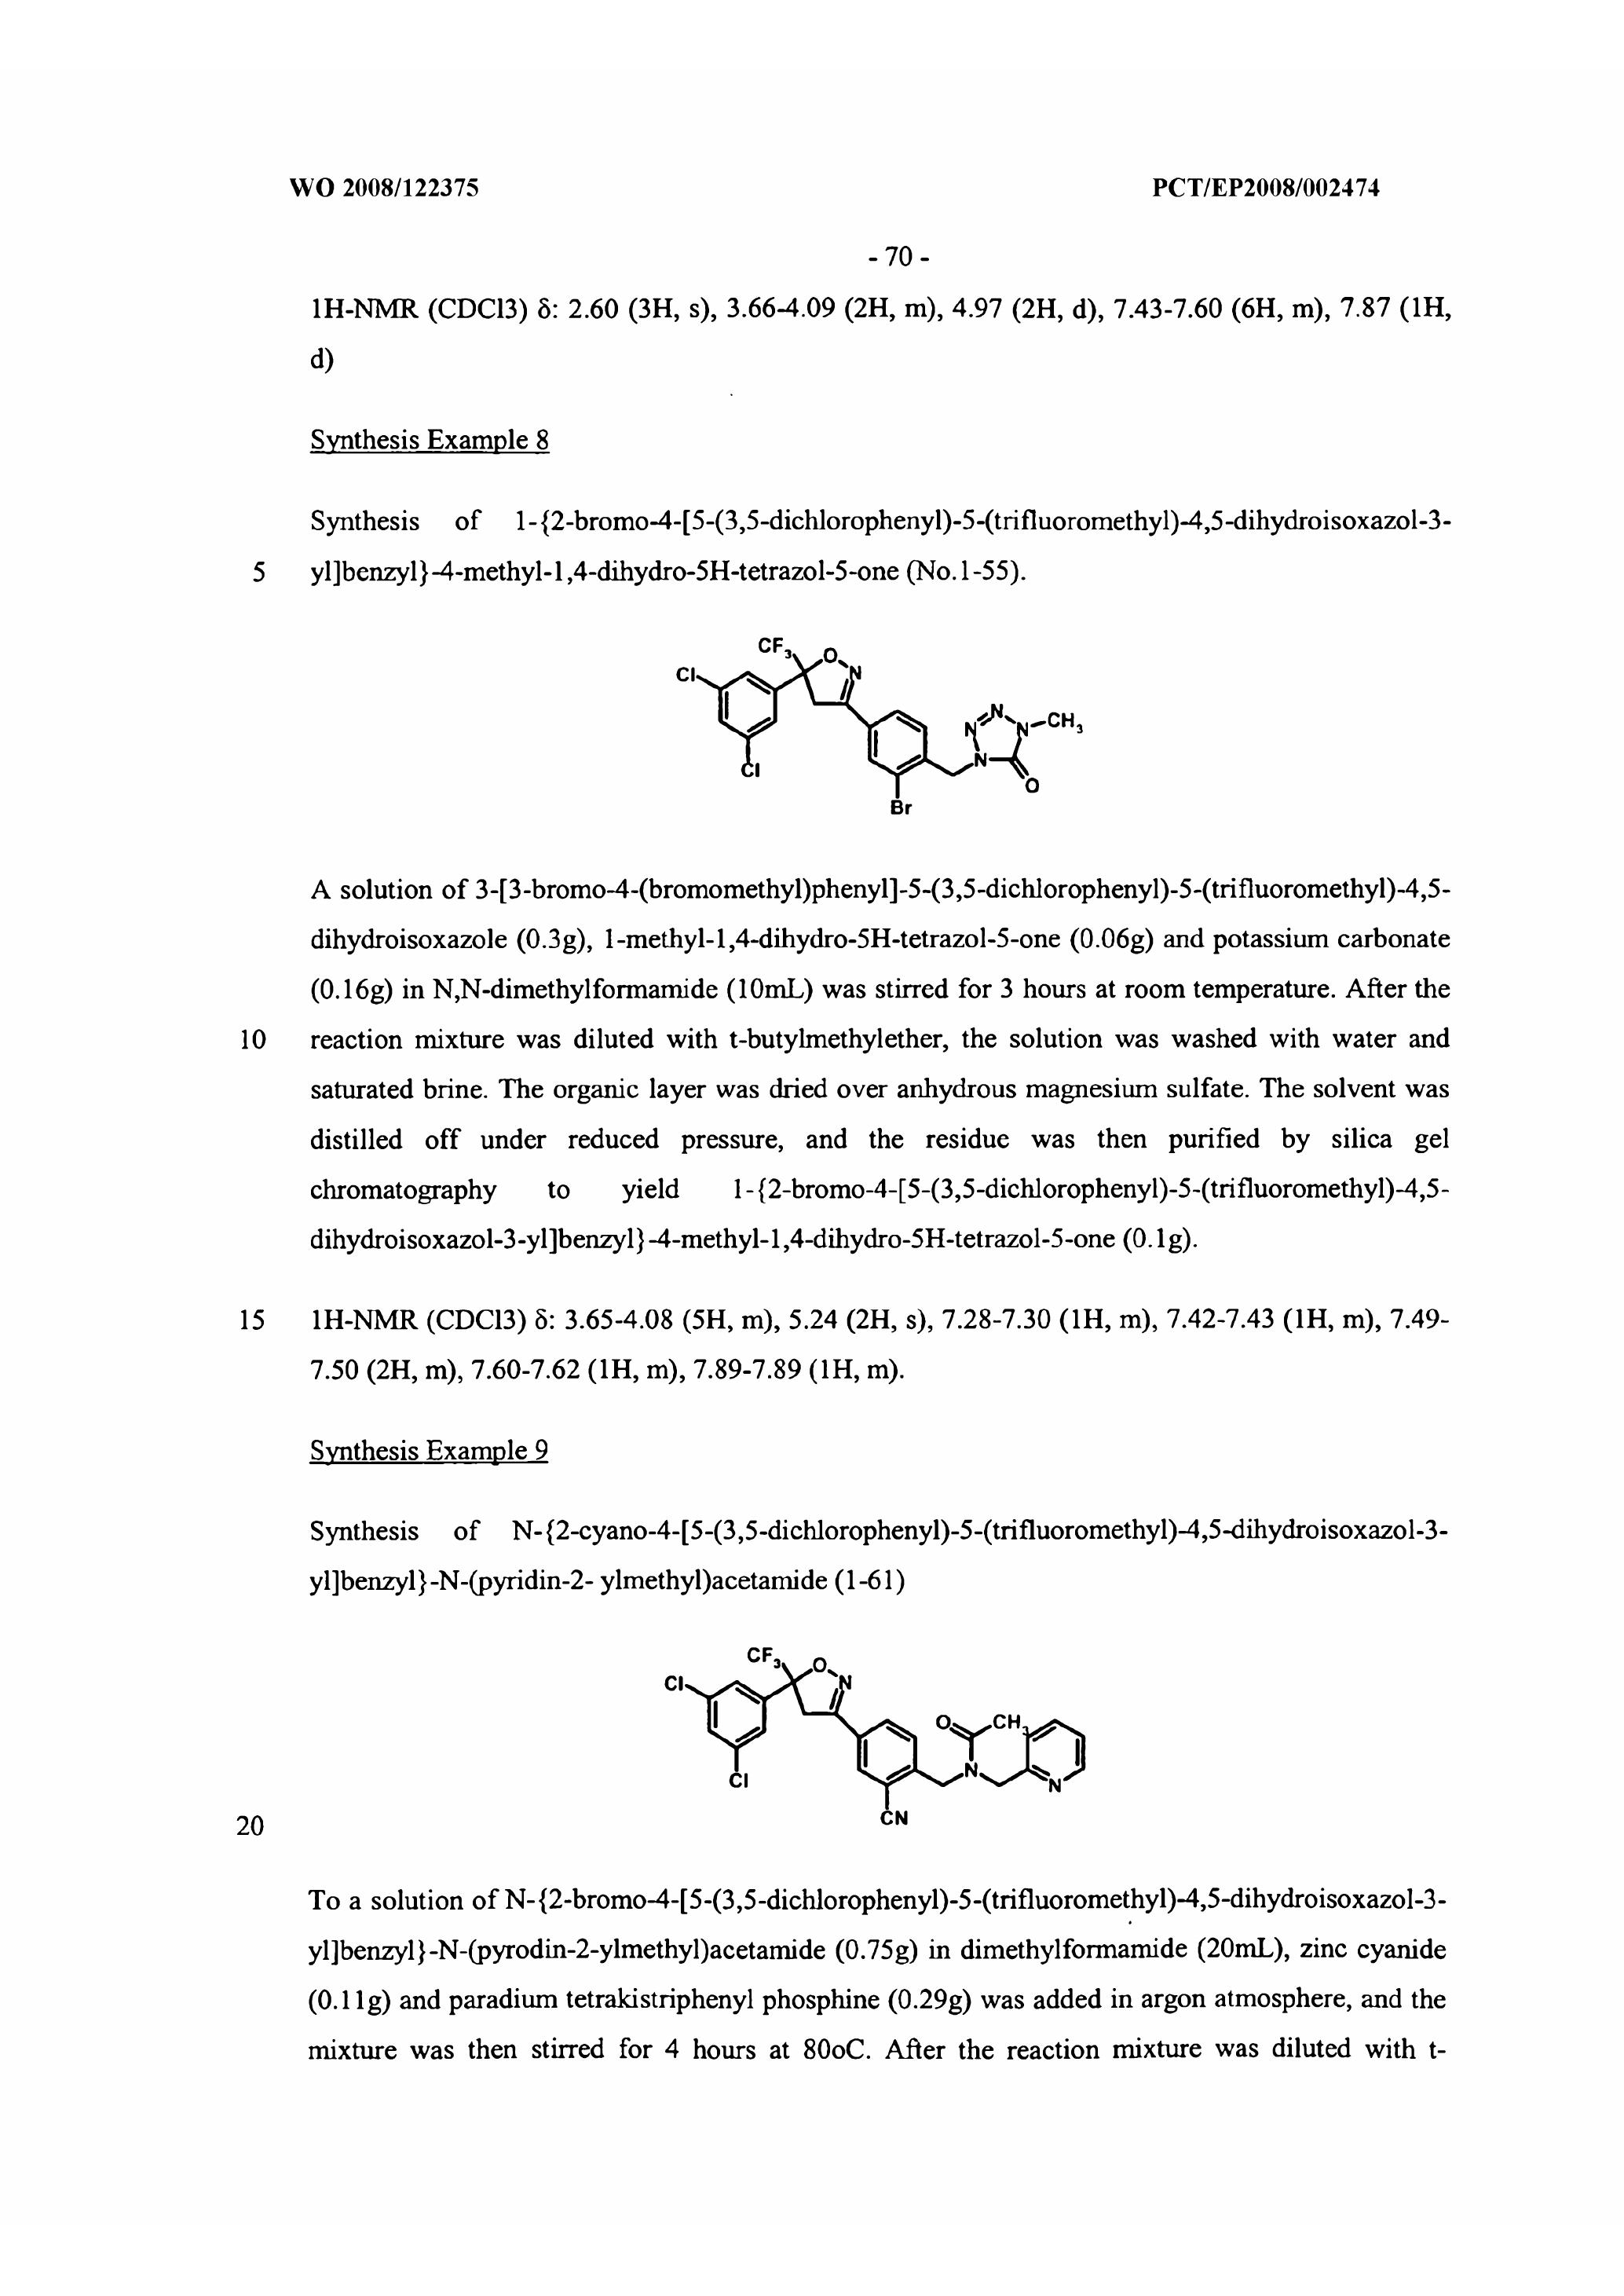 WO 2008/122375 PCT/EP2008/002474
- 70 -
1H-NMR (CDCl3) δ: 2.60 (3H, s), 3.66-4.09 (2H, m), 4.97 (2H, d), 7.43-7.60 (6H, m), 7.87 (1H,
d)
Synthesis Example 8
Synthesis of 1-{2-bromo-4-[5-(3,5-dichlorophenyl)-5-(trifluoromethyl)-4,5-dihydroisoxazol-3-
5 yl]benzyl}-4-methyl-1,4-dihydro-5H-tetrazol-5-one (No.1-55).
CF3 O N
Cl
N N N CH3
Cl N
O
Br
A solution of 3-[3-bromo-4-(bromomethyl)phenyl]-5-(3,5-dichlorophenyl)-5-(trifluoromethyl)-4,5-
dihydroisoxazole (0.3g), 1-methyl-1,4-dihydro-5H-tetrazol-5-one (0.06g) and potassium carbonate
(0.16g) in N,N-dimethylformamide (10mL) was stirred for 3 hours at room temperature. After the
10 reaction mixture was diluted with t-butylmethylether, the solution was washed with water and
saturated brine. The organic layer was dried over anhydrous magnesium sulfate. The solvent was
distilled off under reduced pressure, and the residue was then purified by silica gel
chromatography to yield 1-{2-bromo-4-[5-(3,5-dichlorophenyl)-5-(trifluoromethyl)-4,5-
dihydroisoxazol-3-yl]benzyl}-4-methyl-1,4-dihydro-5H-tetrazol-5-one (0.1g).
15 1H-NMR (CDCl3) δ: 3.65-4.08 (5H, m), 5.24 (2H, s), 7.28-7.30 (1H, m), 7.42-7.43 (1H, m), 7.49-
7.50 (2H, m), 7.60-7.62 (1H, m), 7.89-7.89 (1H, m).
Synthesis Example 9
Synthesis of N-{2-cyano-4-[5-(3,5-dichlorophenyl)-5-(trifluoromethyl)-4,5-dihydroisoxazol-3-
yl]benzyl}-N-(pyridin-2- ylmethyl)acetamide (1-61)
CF3 O N
Cl
O CH3
Cl N N
CN
20
To a solution of N-{2-bromo-4-[5-(3,5-dichlorophenyl)-5-(trifluoromethyl)-4,5-dihydroisoxazol-3-
yl]benzyl}-N-(pyrodin-2-ylmethyl)acetamide (0.75g) in dimethylformamide (20mL), zinc cyanide
(0.11g) and paradium tetrakistriphenyl phosphine (0.29g) was added in argon atmosphere, and the
mixture was then stirred for 4 hours at 80oC. After the reaction mixture was diluted with t-